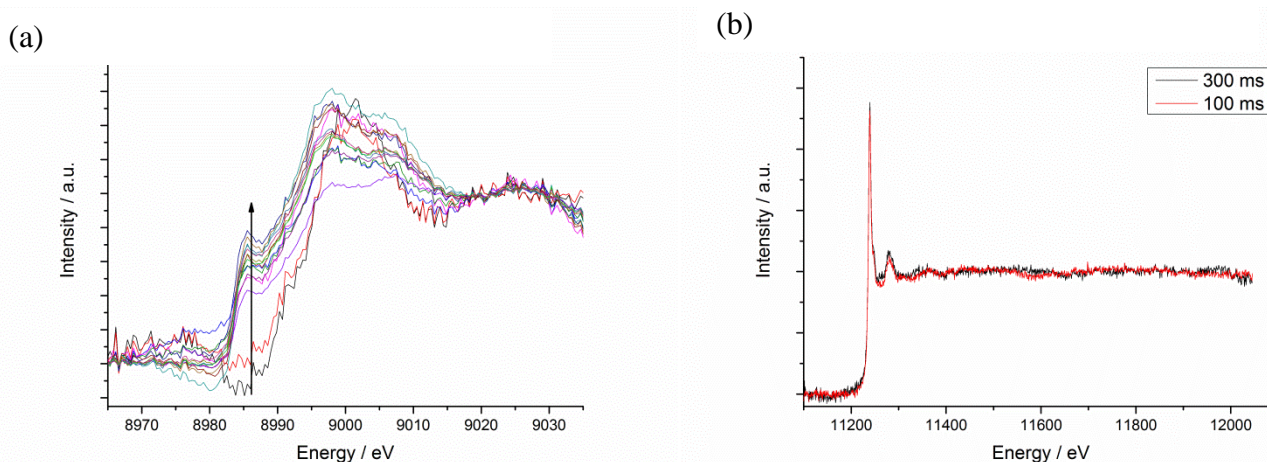 (a)
Intensity / a.u.
8970 8980 8990 9000 9010 9020 9030
Energy / eV
(b)
300 ms
100 ms
Intensity / a.u.
11200 11400 11600 11800 12000
Energy / eV